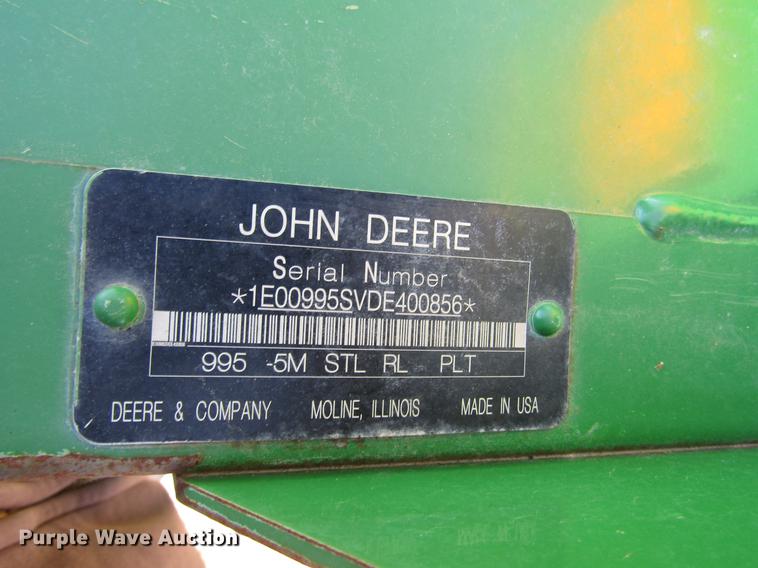 JOHN DEERE
Serial Number
*1E00995SVDE400856*
995 -5M STL RL PLT
DEERE & COMPANY MOLINE, ILLINOIS MADE IN USA
Purple Wave Auction